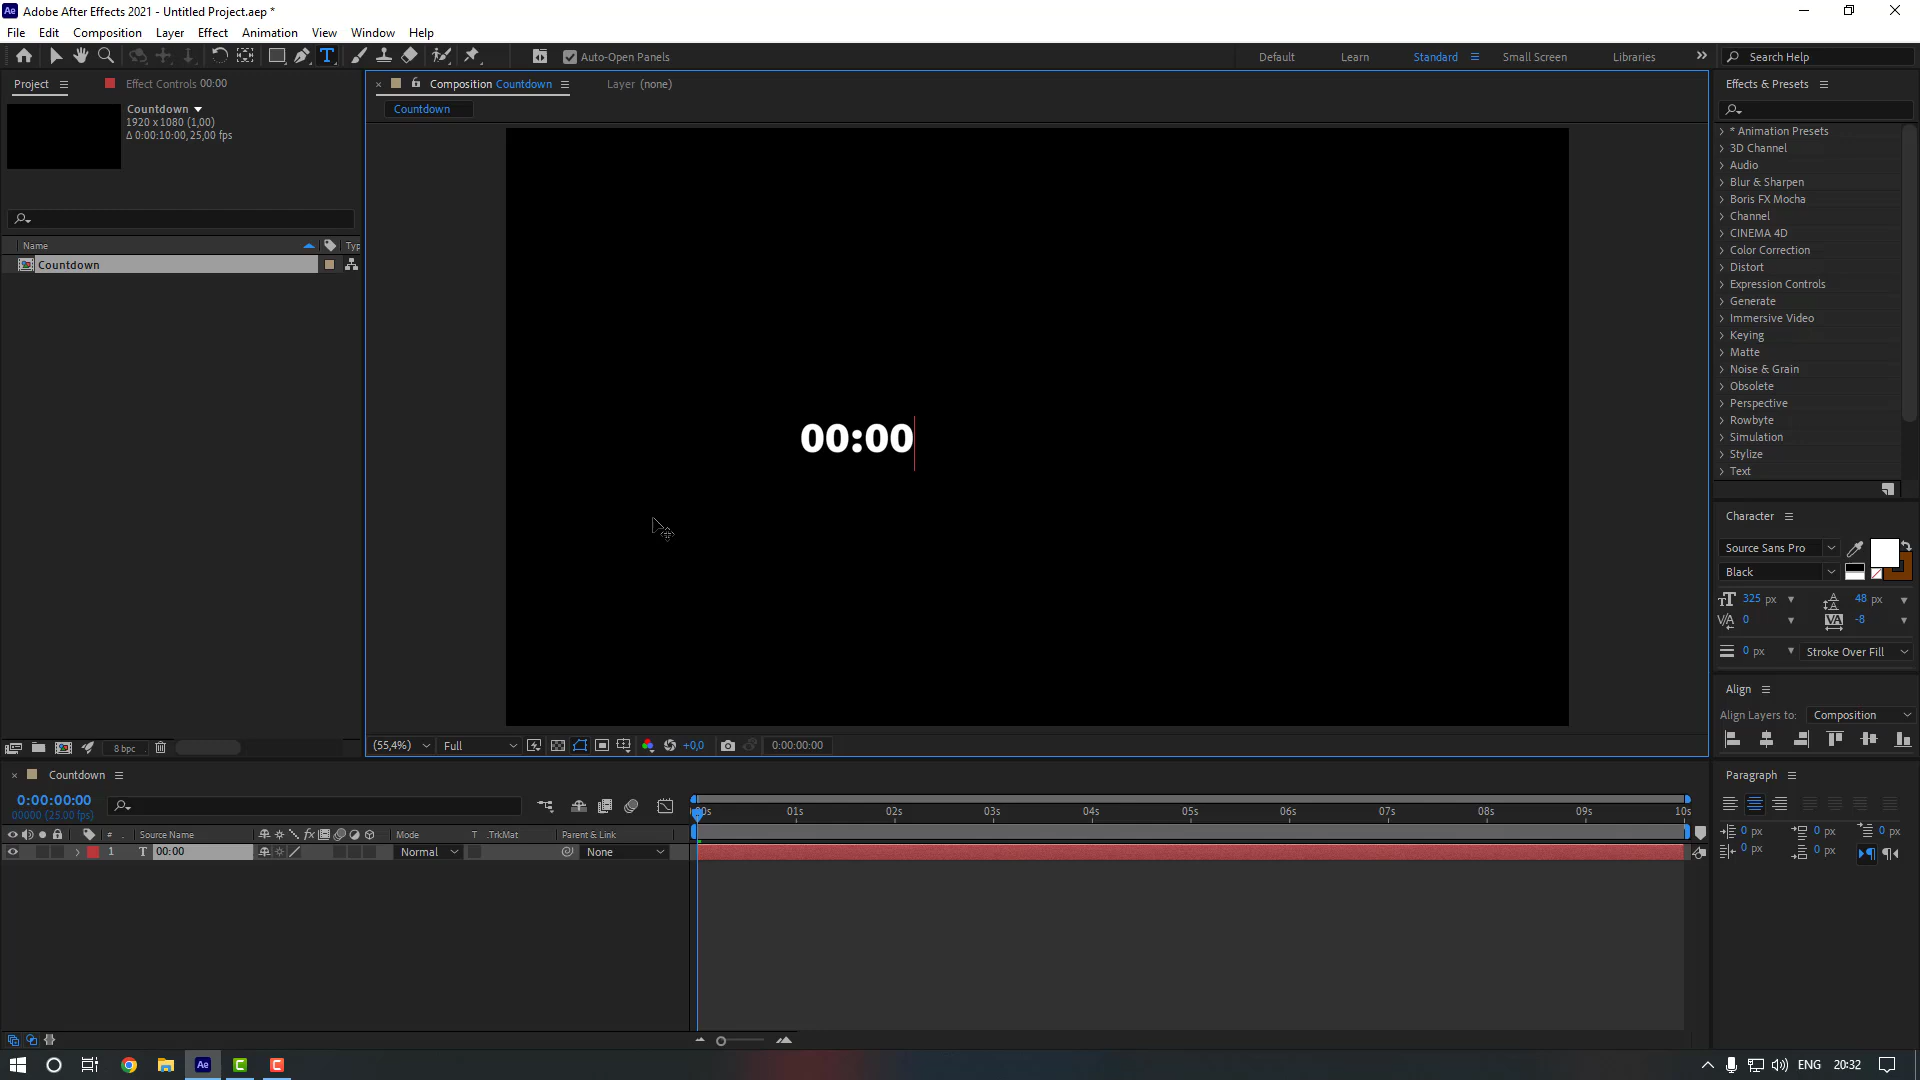 Adobe After Effects 2021 - Untitled Project.aep *
File Edit Composition Layer Effect Animation View Window Help
Auto-Open Panels
Default Learn Standard Small Screen Libraries
Search Help
Project
Effect Controls 00:00
Countdown
1920 x 1080 (1,00)
Δ 0:00:10:00, 25,00 fps
Name
Typ
Countdown
8 bpc
Composition Countdown
Layer (none)
Countdown
00:00
(55,4%) Full +0,0 0:00:00:00
Effects & Presets
* Animation Presets
3D Channel
Audio
Blur & Sharpen
Boris FX Mocha
Channel
CINEMA 4D
Color Correction
Distort
Expression Controls
Generate
Immersive Video
Keying
Matte
Noise & Grain
Obsolete
Perspective
Rowbyte
Simulation
Stylize
Text
Character
Source Sans Pro
Black
325 px 48 px
0 -8
0 px Stroke Over Fill
Align
Align Layers to: Composition
Paragraph
0 px 0 px 0 px
0 px 0 px
Countdown
0:00:00:00
00000 (25.00 fps)
# Source Name Mode T .TrkMat Parent & Link
1 T 00:00 Normal None
00s 01s 02s 03s 04s 05s 06s 07s 08s 09s 10s
Ae
ENG 20:32